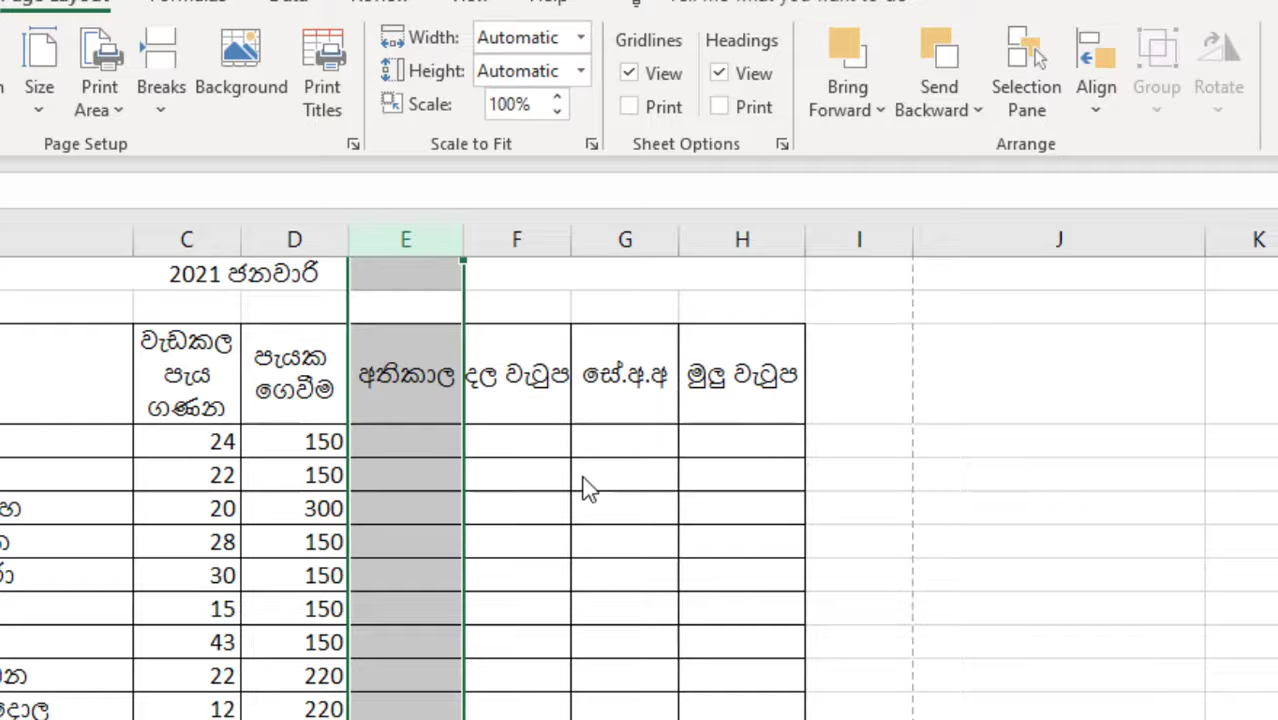 Page Layout
Width: Automatic
Height: Automatic
Scale: 100%
Gridlines
View
Print
Headings
View
Print
Size
Print Area
Breaks
Background
Print Titles
Bring Forward
Send Backward
Selection Pane
Align
Group
Rotate
Page Setup
Scale to Fit
Sheet Options
Arrange
C D E F G H I J K
2021 ජනවාරි
වැඩකල පැය ගණන
පැයක ගෙවීම
අතිකාල
දල වැටුප
සේ.අ.අ
මුලු වැටුප
24 150
22 150
20 300
28 150
30 150
15 150
43 150
22 220
12 220